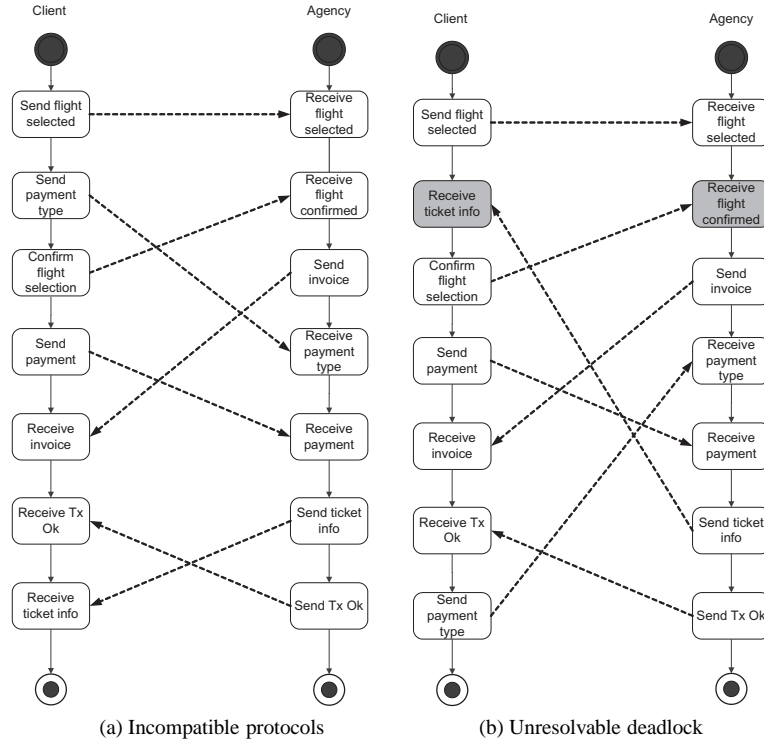 Client
Agency
Send flight
selected
Receive
flight
selected
Send
payment
type
Receive
flight
confirmed
Confirm
flight
selection
Send
invoice
Send
payment
Receive
payment
type
Receive
invoice
Receive
payment
Receive Tx
Ok
Send ticket
info
Receive
ticket info
Send Tx Ok
(a) Incompatible protocols
Client
Agency
Send flight
selected
Receive
flight
selected
Receive
ticket info
Receive
flight
confirmed
Confirm
flight
selection
Send
invoice
Send
payment
Receive
payment
type
Receive
invoice
Receive
payment
Receive Tx
Ok
Send ticket
info
Send
payment
type
Send Tx Ok
(b) Unresolvable deadlock